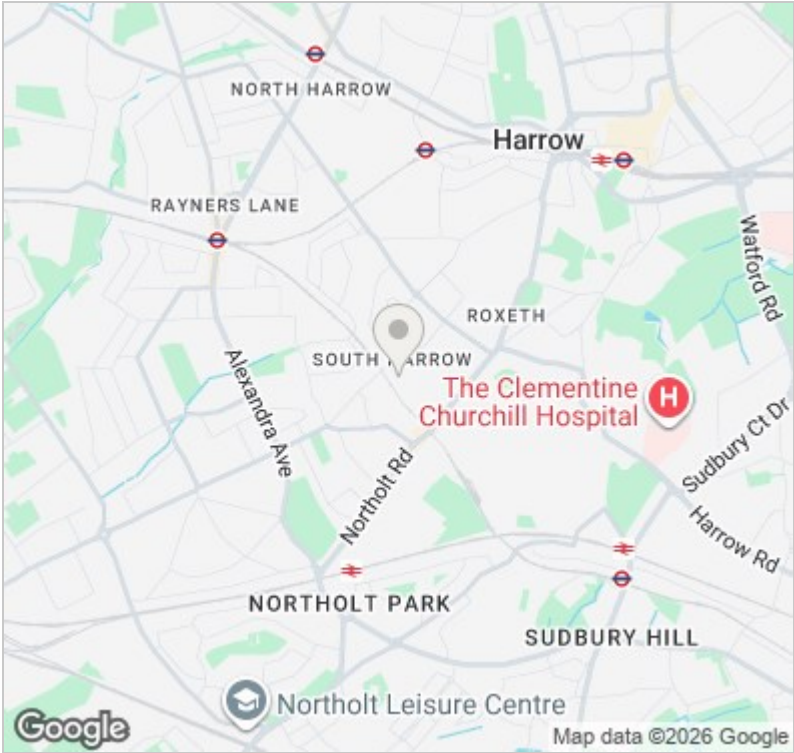 NORTH HARROW
Harrow
RAYNERS LANE
Watford Rd
ROXETH
SOUTH HARROW
Alexandra Ave
The Clementine
Churchill Hospital
H
Sudbury Ct Dr
Northolt Rd
Harrow Rd
NORTHOLT PARK
SUDBURY HILL
Northolt Leisure Centre
Google
Map data ©2026 Google